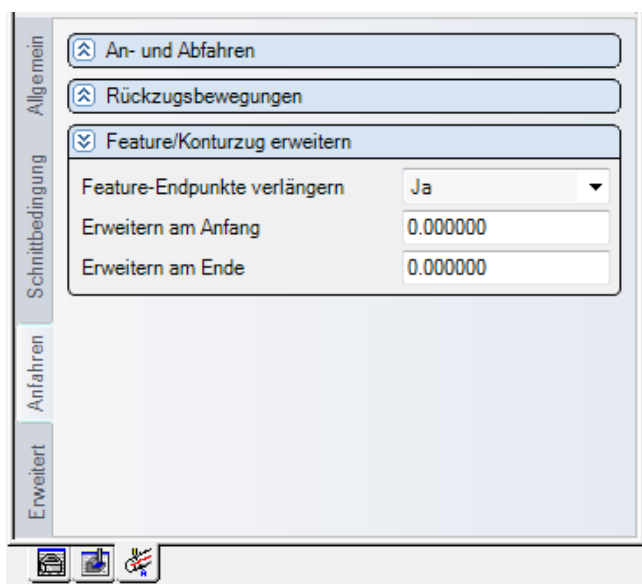 Allgemein
Schnittbedingung
Anfahren
Erweitert
An- und Abfahren
Rückzugsbewegungen
Feature/Konturzug erweitern
Feature-Endpunkte verlängern Ja
Erweitern am Anfang 0.000000
Erweitern am Ende 0.000000